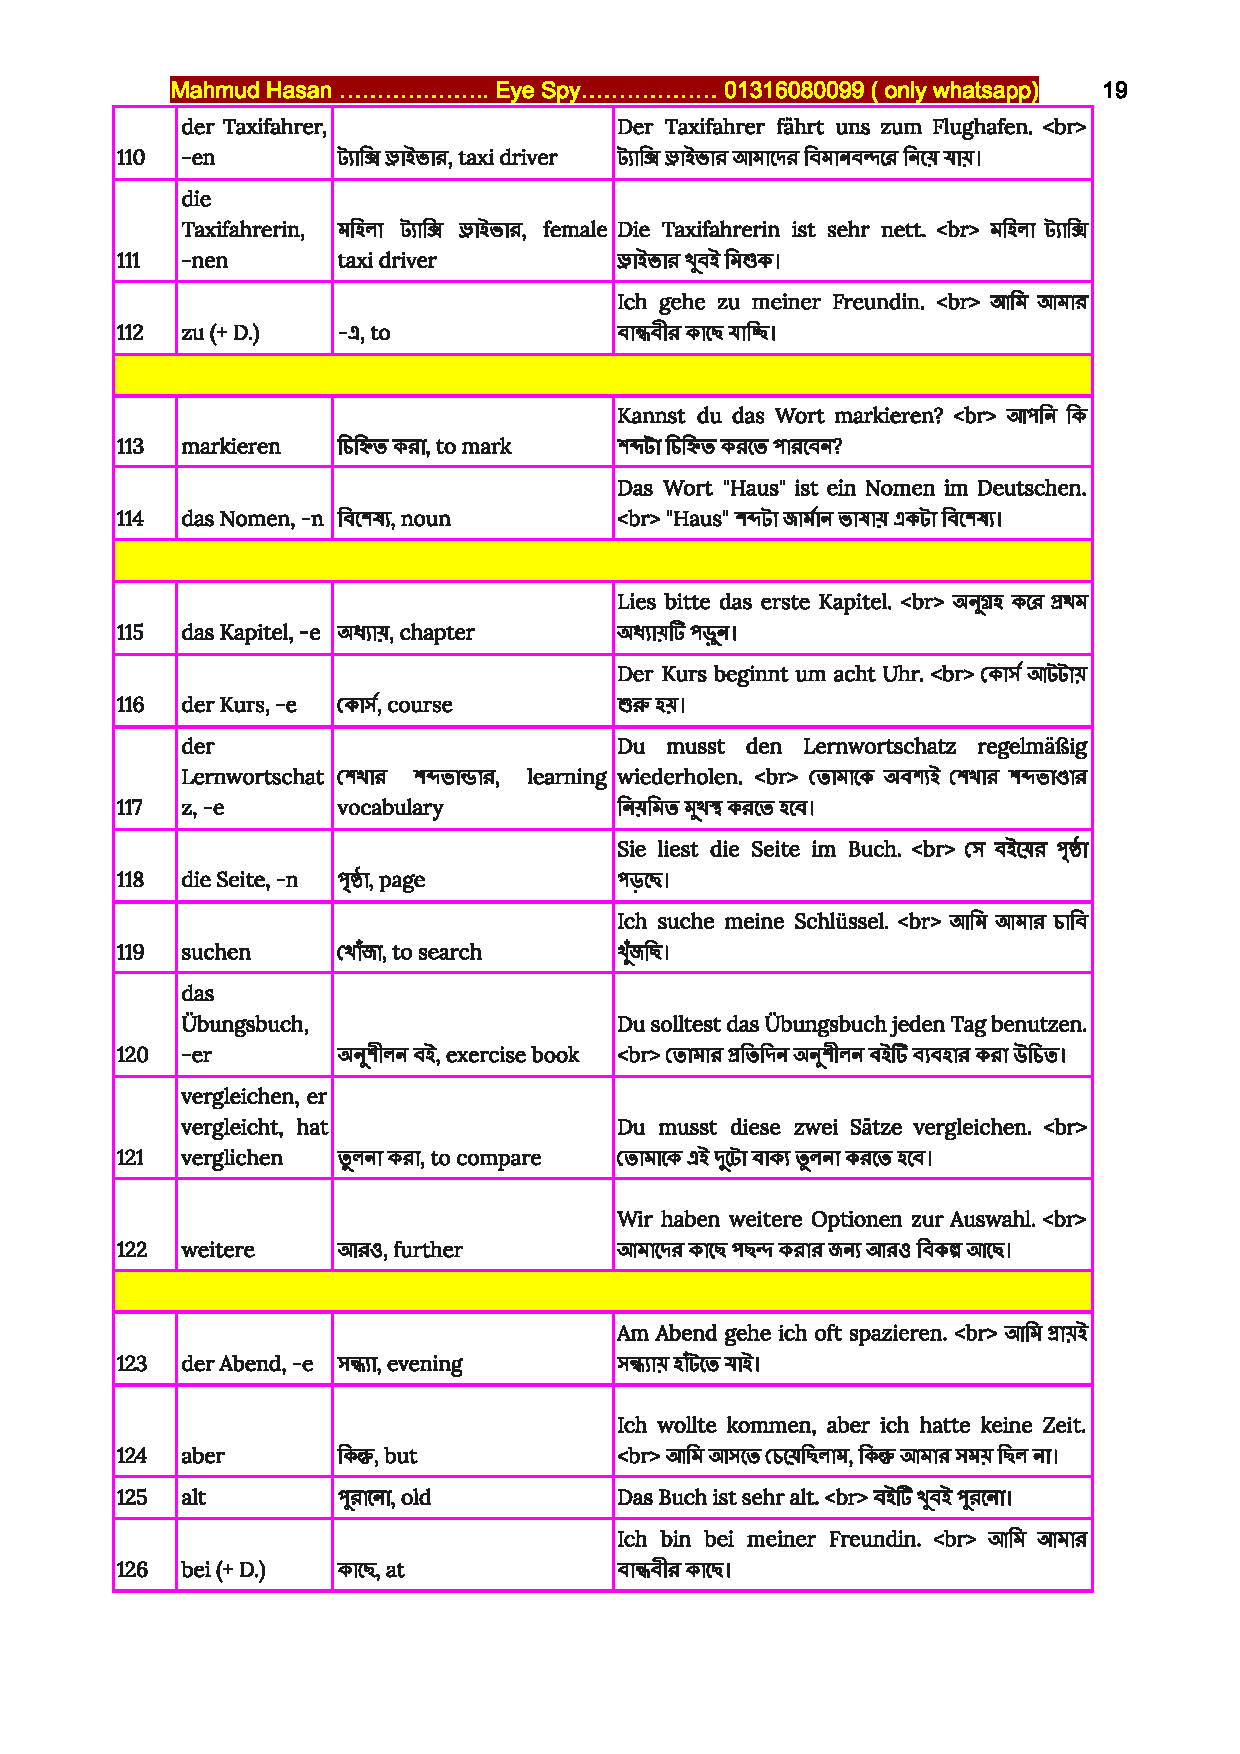 Mahmud Hasan ……………….. Eye Spy……………… 01316080099 ( only whatsapp) 19
der Taxifahrer, Der Taxifahrer fährt uns zum Flughafen. <br>
110 -en ট্যাক্সি ড্রাইভার, taxi driver ট্যাক্সি ড্রাইভার আমাদের বিমানবন্দরে নিয়ে যায়।
die
Taxifahrerin, মহিলা ট্যাক্সি ড্রাইভার, female Die Taxifahrerin ist sehr nett. <br> মহিলা ট্যাক্সি
111 -nen taxi driver ড্রাইভার খুবই মিশুক।
Ich gehe zu meiner Freundin. <br> আমি আমার
112 zu (+ D.) -এ, to বান্ধবীর কাছে যাচ্ছি।
Kannst du das Wort markieren? <br> আপনি কি
113 markieren চিহ্নিত করা, to mark শব্দটা চিহ্নিত করতে পারবেন?
Das Wort "Haus" ist ein Nomen im Deutschen.
114 das Nomen, -n বিশেষ্য, noun <br> "Haus" শব্দটা জার্মান ভাষায় একটা বিশেষ্য।
Lies bitte das erste Kapitel. <br> অনুগ্রহ করে প্রথম
115 das Kapitel, -e অধ্যায়, chapter অধ্যায়টি পড়ুন।
Der Kurs beginnt um acht Uhr. <br> কোর্স আটটায়
116 der Kurs, -e কোর্স, course শুরু হয়।
der Du musst den Lernwortschatz regelmäßig
Lernwortschat শেখার শব্দভান্ডার, learning wiederholen. <br> তোমাকে অবশ্যই শেখার শব্দভাণ্ডার
117 z, -e vocabulary নিয়মিত মুখস্থ করতে হবে।
Sie liest die Seite im Buch. <br> সে বইয়ের পৃষ্ঠা
118 die Seite, -n পৃষ্ঠা, page পড়ছে।
Ich suche meine Schlüssel. <br> আমি আমার চাবি
119 suchen খোঁজা, to search খুঁজছি।
das
Übungsbuch, Du solltest das Übungsbuch jeden Tag benutzen.
120 -er অনুশীলন বই, exercise book <br> তোমার প্রতিদিন অনুশীলন বইটি ব্যবহার করা উচিত।
vergleichen, er
vergleicht, hat Du musst diese zwei Sätze vergleichen. <br>
121 verglichen তুলনা করা, to compare তোমাকে এই দুটো বাক্য তুলনা করতে হবে।
Wir haben weitere Optionen zur Auswahl. <br>
122 weitere আরও, further আমাদের কাছে পছন্দ করার জন্য আরও বিকল্প আছে।
Am Abend gehe ich oft spazieren. <br> আমি প্রায়ই
123 der Abend, -e সন্ধ্যা, evening সন্ধ্যায় হাঁটতে যাই।
Ich wollte kommen, aber ich hatte keine Zeit.
124 aber কিন্তু, but <br> আমি আসতে চেয়েছিলাম, কিন্তু আমার সময় ছিল না।
125 alt পুরানো, old Das Buch ist sehr alt. <br> বইটি খুবই পুরনো।
Ich bin bei meiner Freundin. <br> আমি আমার
126 bei (+ D.) কাছে, at বান্ধবীর কাছে।